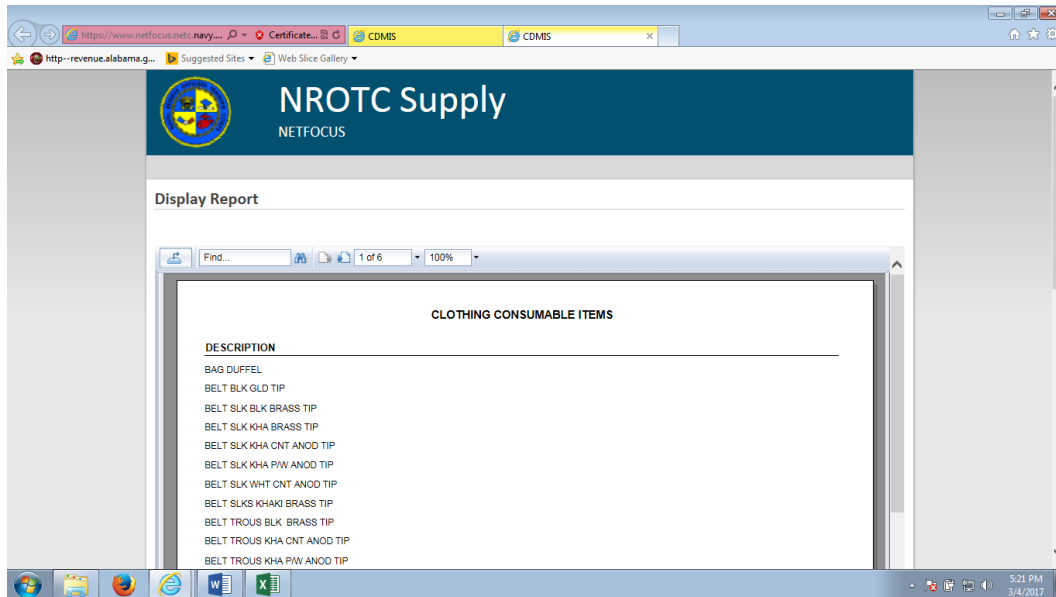 https://www.netfocus.netc.navy.... Certificate... CDMIS CDMIS
http--revenue.alabama.g... Suggested Sites Web Slice Gallery
NROTC Supply
NETFOCUS
Display Report
Find... 1 of 6 100%
CLOTHING CONSUMABLE ITEMS
DESCRIPTION
BAG DUFFEL
BELT BLK GLD TIP
BELT SLK BLK BRASS TIP
BELT SLK KHA BRASS TIP
BELT SLK KHA CNT ANOD TIP
BELT SLK KHA P/W ANOD TIP
BELT SLK WHT CNT ANOD TIP
BELT SLKS KHAKI BRASS TIP
BELT TROUS BLK  BRASS TIP
BELT TROUS KHA CNT ANOD TIP
BELT TROUS KHA P/W ANOD TIP
5:21 PM
3/4/2017